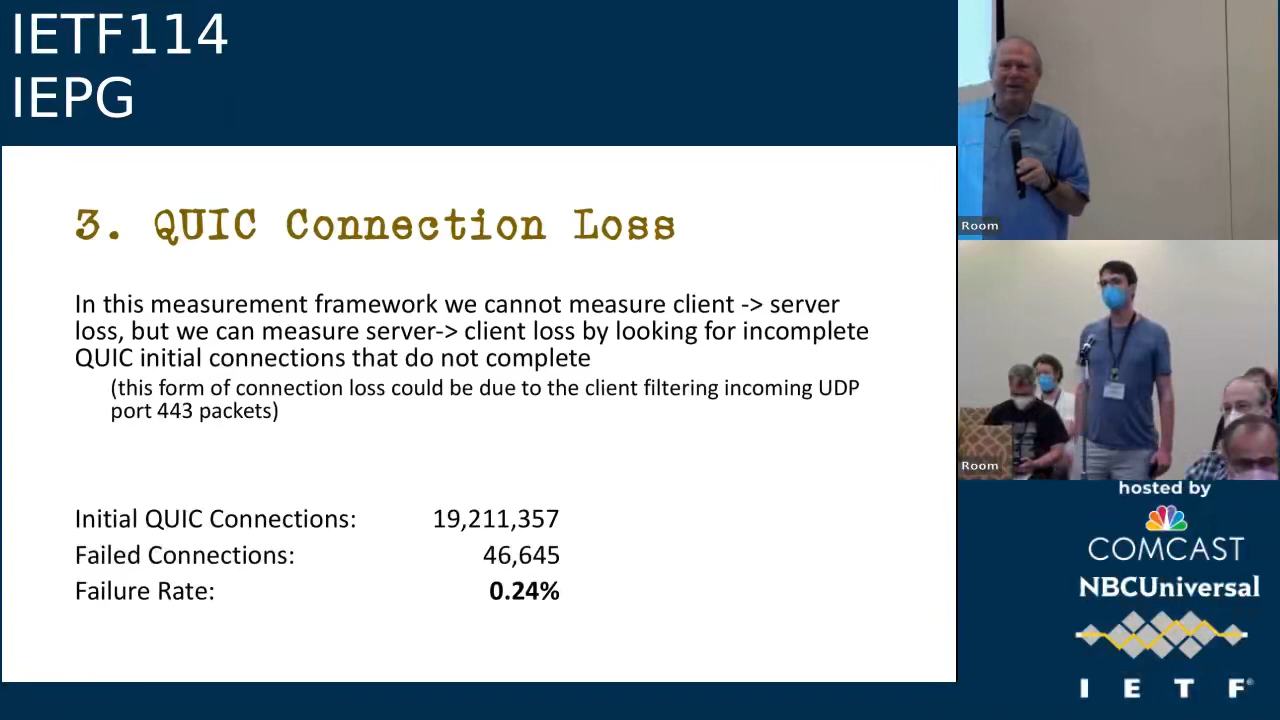 IETF114
IEPG
3. QUIC Connection Loss
In this measurement framework we cannot measure client -> server
loss, but we can measure server-> client loss by looking for incomplete
QUIC initial connections that do not complete
(this form of connection loss could be due to the client filtering incoming UDP
port 443 packets)
Initial QUIC Connections: 19,211,357
Failed Connections: 46,645
Failure Rate: 0.24%
Room
Room
hosted by
COMCAST
NBCUniversal
I E T F®